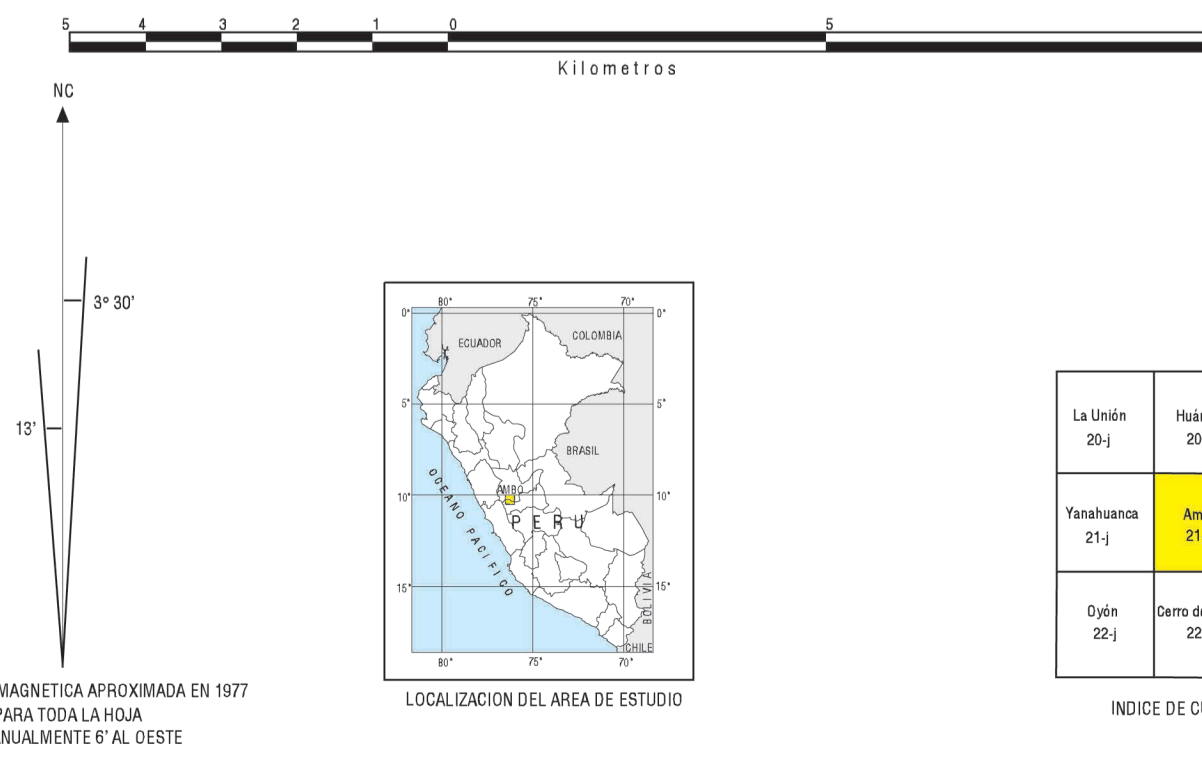 5 4 3 2 1 0 5
Kilometros
NC
3° 30'
13'
MAGNETICA APROXIMADA EN 1977
PARA TODA LA HOJA
AL OESTE
80° 75° 70°
0° 0°
ECUADOR
COLOMBIA
5° 5°
BRASIL
OCEANO PACIFICO
AMBO
10° 10°
PERU
15° 15°
BOLIVIA
CHILE
80° 75° 70°
LOCALIZACION DEL AREA DE ESTUDIO
La Unión
20-j
Yanahuanca
21-j
Oyón
22-j
Cerro
INDICE DE